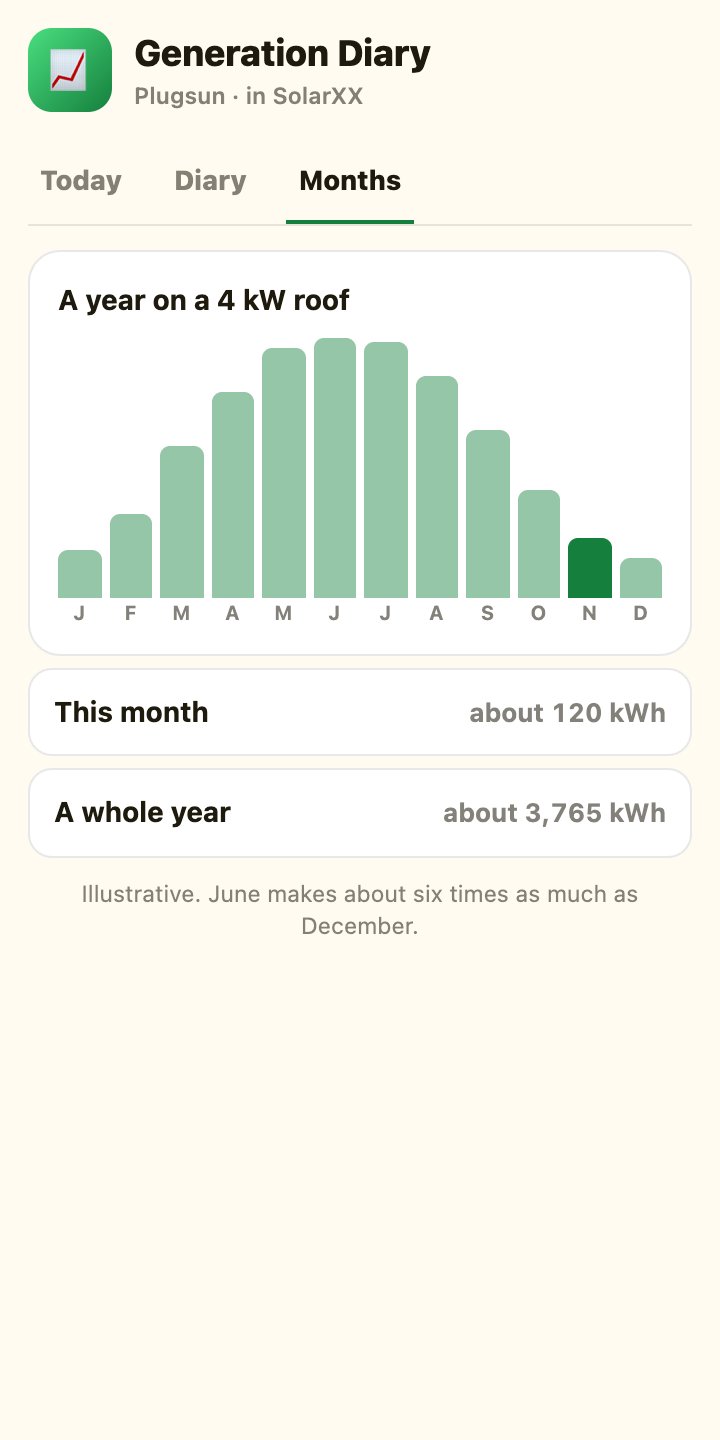 Generation Diary
Plugsun · in SolarXX
Today Diary Months
A year on a 4 kW roof
J F M A M J J A S O N D
This month about 120 kWh
A whole year about 3,765 kWh
Illustrative. June makes about six times as much as
December.